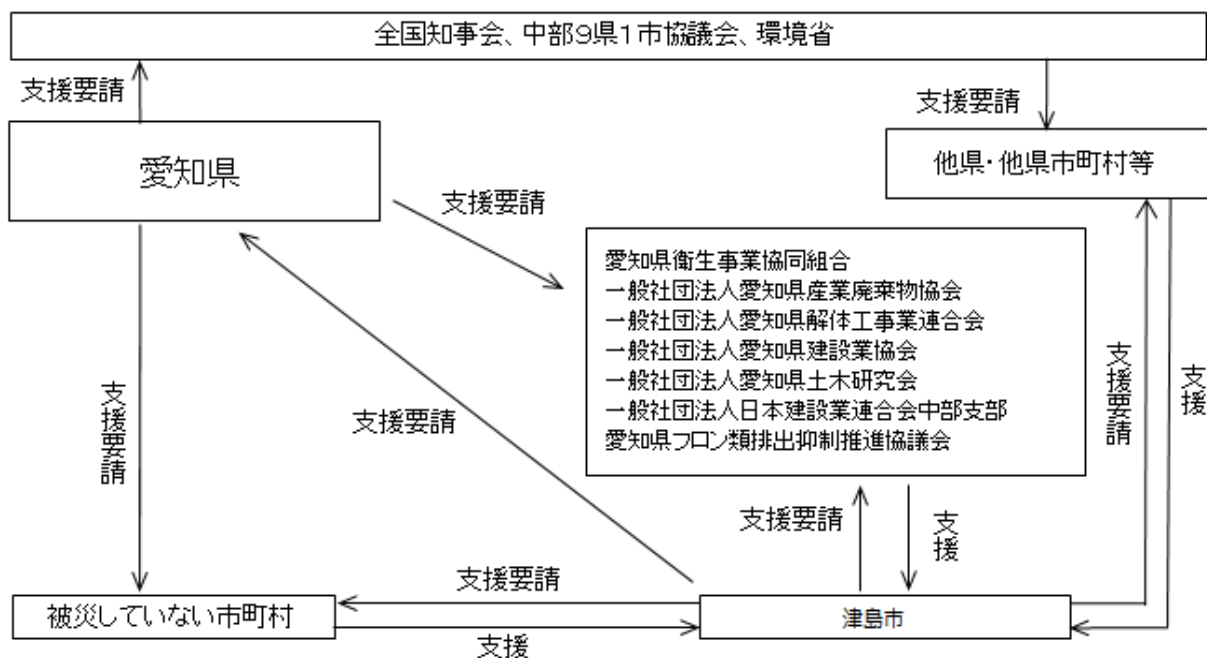 全国知事会、中部9県1市協議会、環境省
支援要請
支援要請
愛知県
他県・他県市町村等
支援要請
愛知県衛生事業協同組合
一般社団法人愛知県産業廃棄物協会
一般社団法人愛知県解体工事業連合会
一般社団法人愛知県建設業協会
一般社団法人愛知県土木研究会
一般社団法人日本建設業連合会中部支部
愛知県フロン類排出抑制推進協議会
支援要請
支援要請
支援要請
支援
支援要請
支援
支援要請
被災していない市町村
津島市
支援